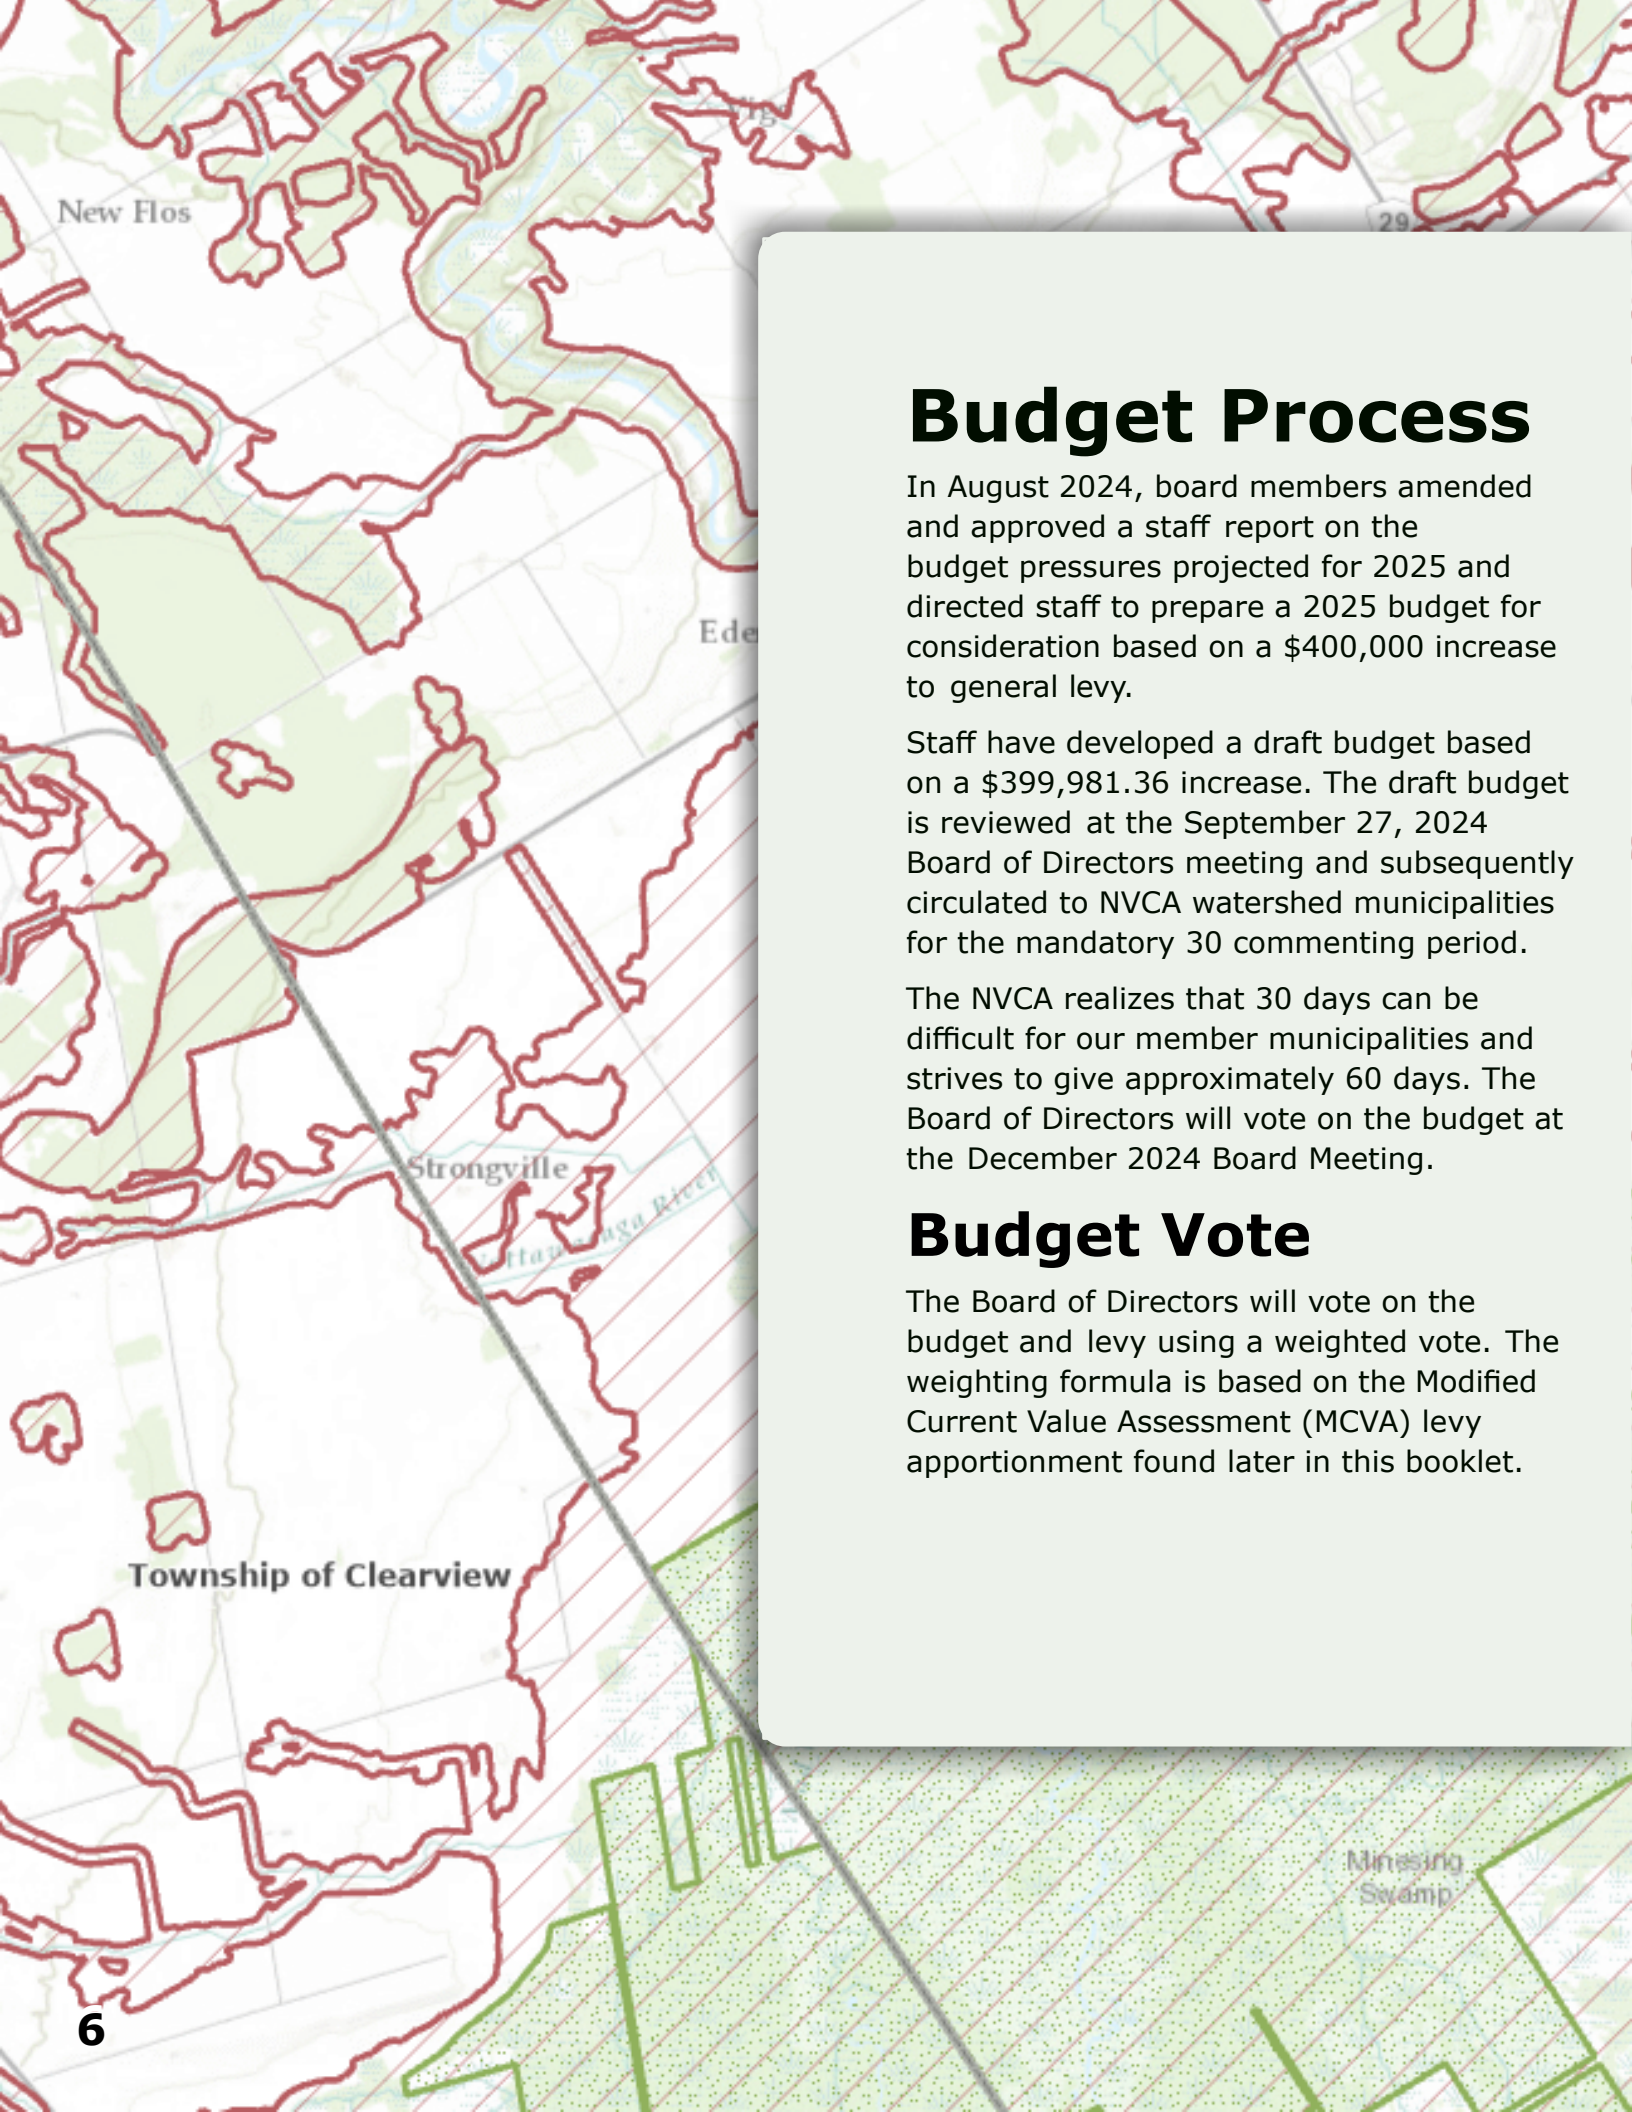 New Flos
29
Budget Process
In August 2024, board members amended
and approved a staff report on the
budget pressures projected for 2025 and
directed staff to prepare a 2025 budget for
consideration based on a $400,000 increase
to general levy.
Staff have developed a draft budget based
on a $399,981.36 increase. The draft budget
is reviewed at the September 27, 2024
Board of Directors meeting and subsequently
circulated to NVCA watershed municipalities
for the mandatory 30 commenting period.
The NVCA realizes that 30 days can be
difficult for our member municipalities and
strives to give approximately 60 days. The
Board of Directors will vote on the budget at
the December 2024 Board Meeting.
Budget Vote
The Board of Directors will vote on the
budget and levy using a weighted vote. The
weighting formula is based on the Modified
Current Value Assessment (MCVA) levy
apportionment found later in this booklet.
Ede
Strongville
River
Township of Clearview
Minesing
Swamp
6